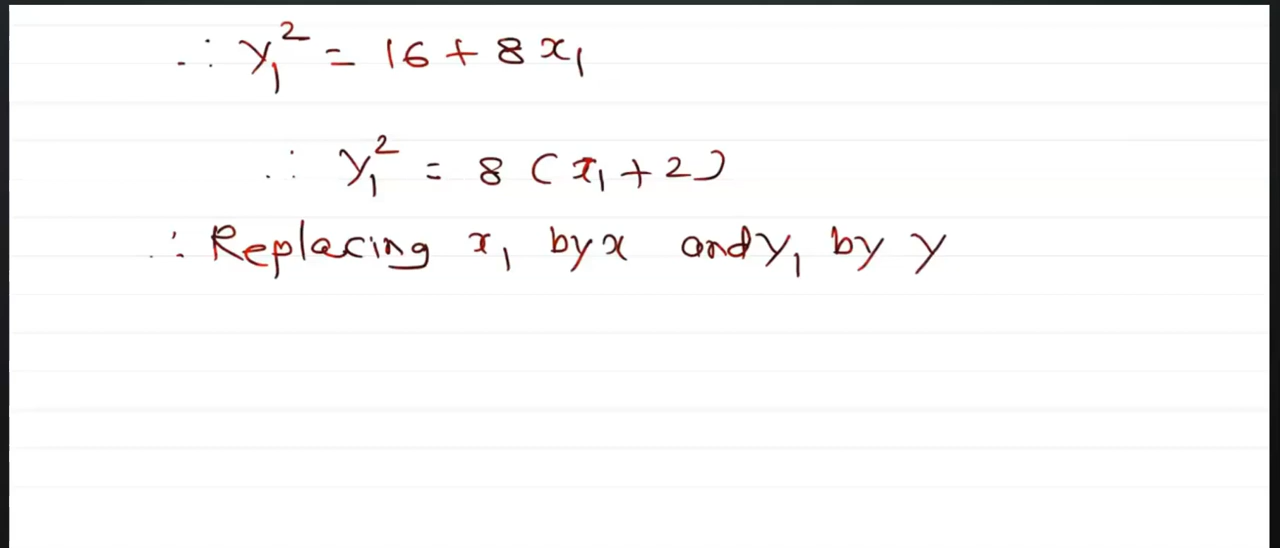 ∴ y₁² = 16 + 8x₁
∴ y₁² = 8 (x₁ + 2)
∴ Replacing x₁ by x and y₁ by y